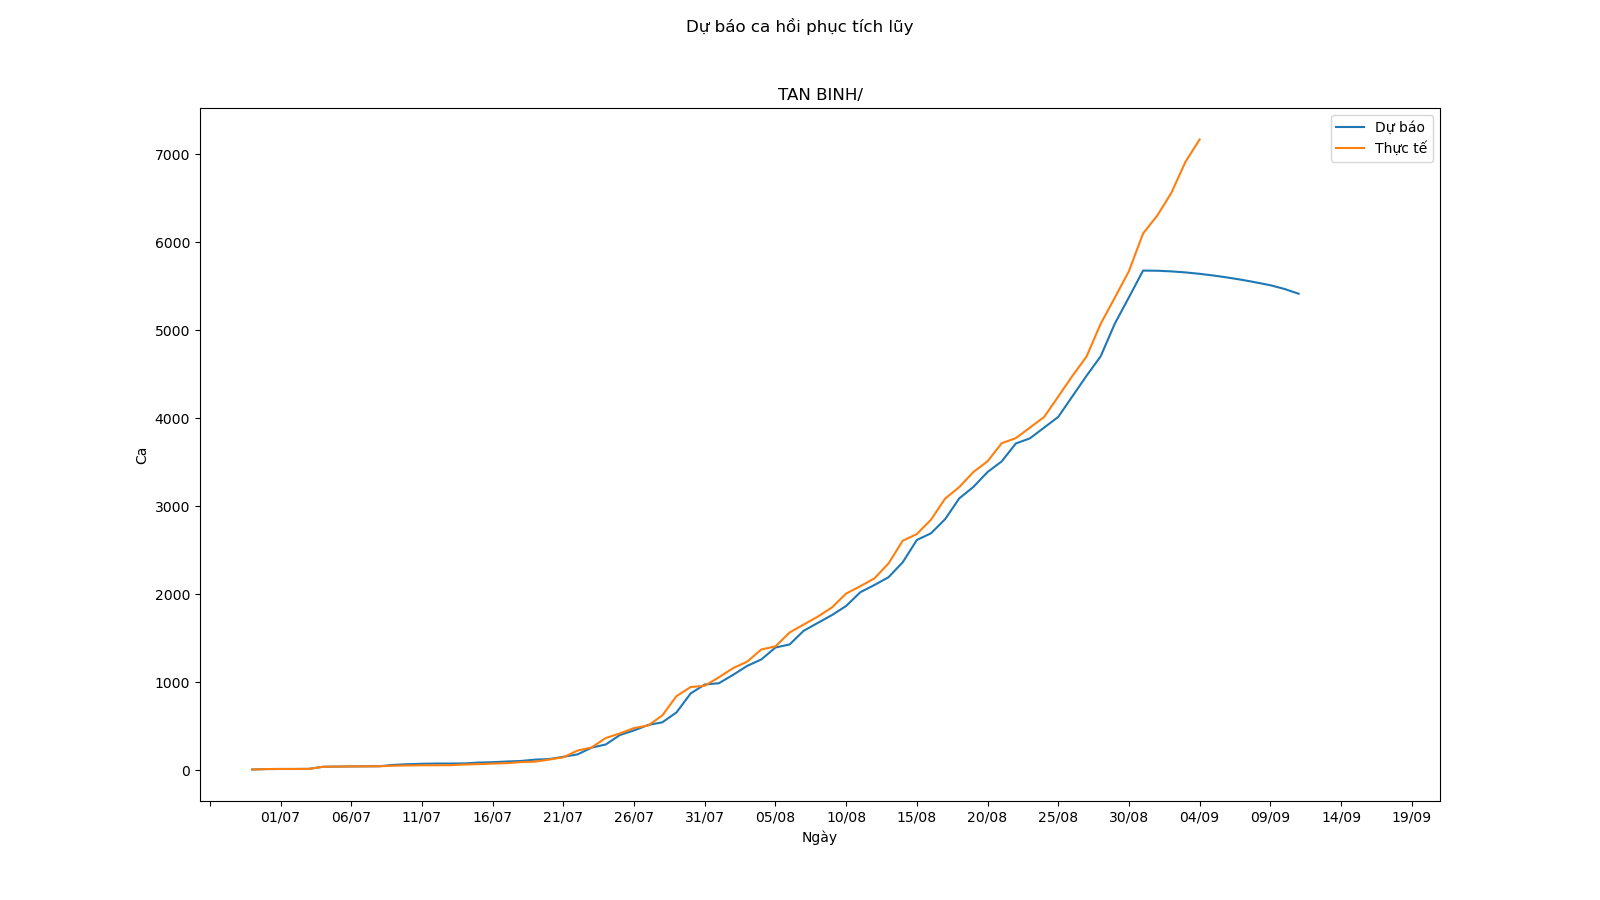 Dự báo ca hồi phục tích lũy
TAN BINH/
Dự báo
Thực tế
7000
6000
5000
4000
3000
2000
1000
0
Ca
01/07 06/07 11/07 16/07 21/07 26/07 31/07 05/08 10/08 15/08 20/08 25/08 30/08 04/09 09/09 14/09 19/09
Ngày